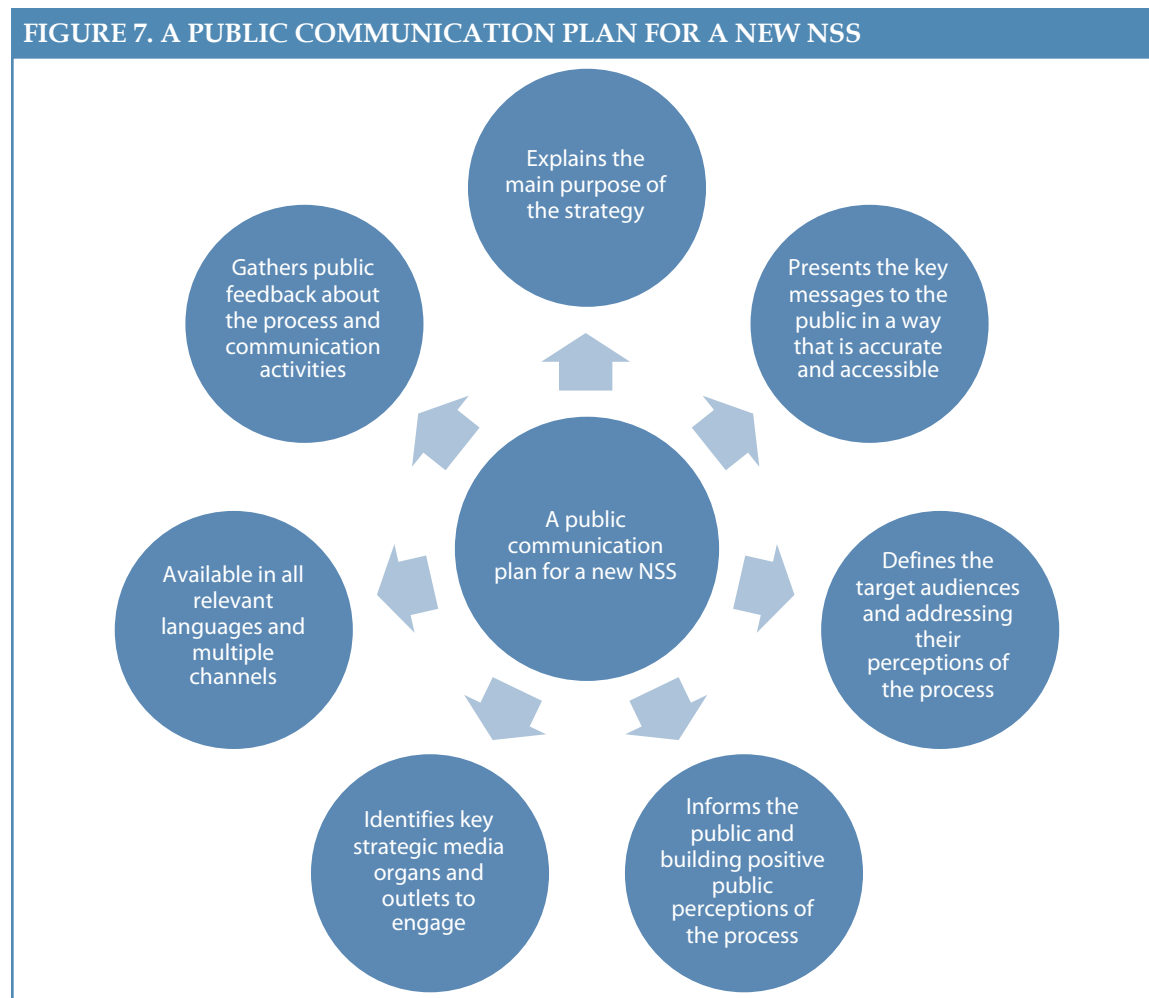 FIGURE 7. A PUBLIC COMMUNICATION PLAN FOR A NEW NSS
Explains the
main purpose of
the strategy
Presents the key
messages to the
public in a way
that is accurate
and accessible
Defines the
target audiences
and addressing
their
perceptions of
the process
Informs the
public and
building positive
public
perceptions of
the process
Identifies key
strategic media
organs and
outlets to
engage
Available in all
relevant
languages and
multiple
channels
Gathers public
feedback about
the process and
communication
activities
A public
communication
plan for a new NSS